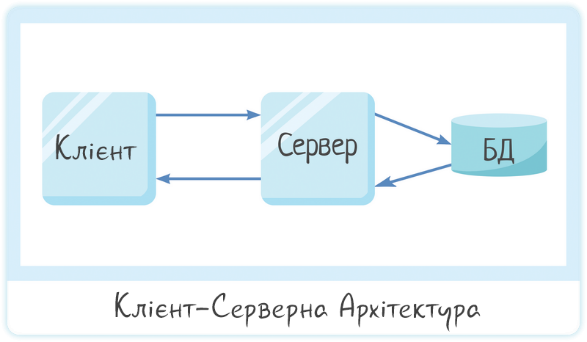 Клієнт
Сервер
БД
Клієнт-Серверна Архітектура